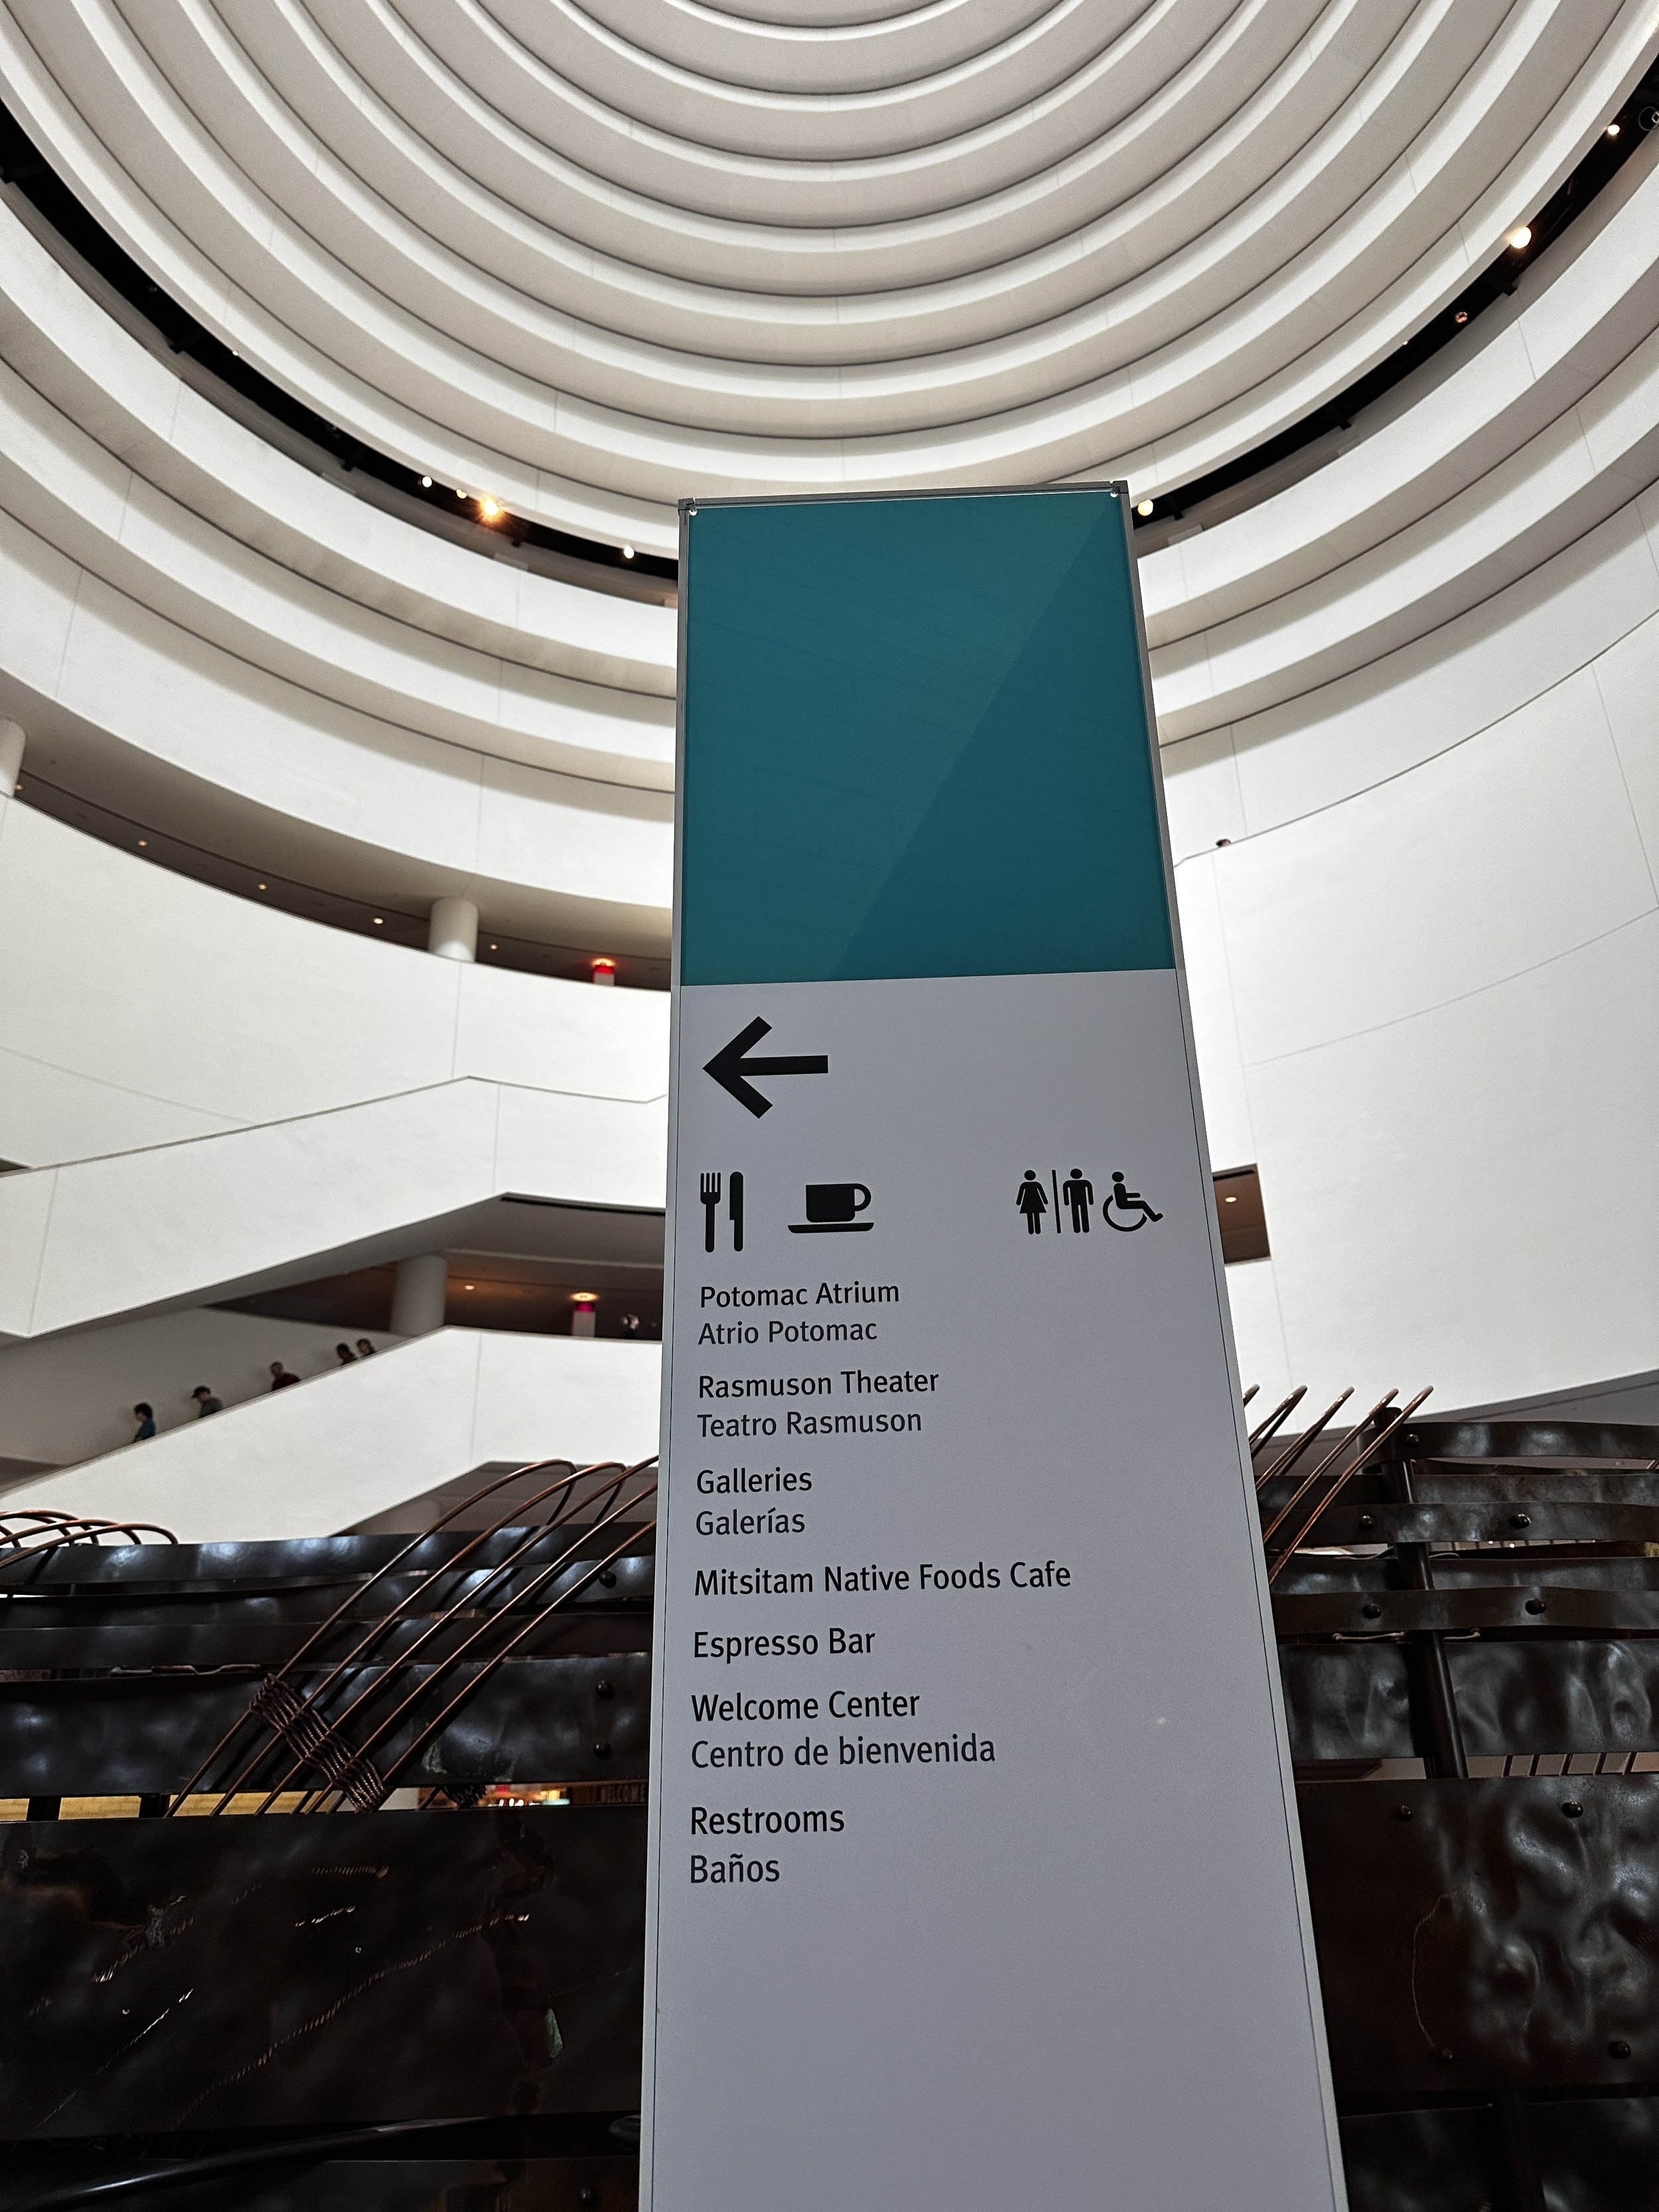 Potomac Atrium
Atrio Potomac
Rasmuson Theater
Teatro Rasmuson
Galleries
Galerías
Mitsitam Native Foods Cafe
Espresso Bar
Welcome Center
Centro de bienvenida
Restrooms
Baños
WELCOME